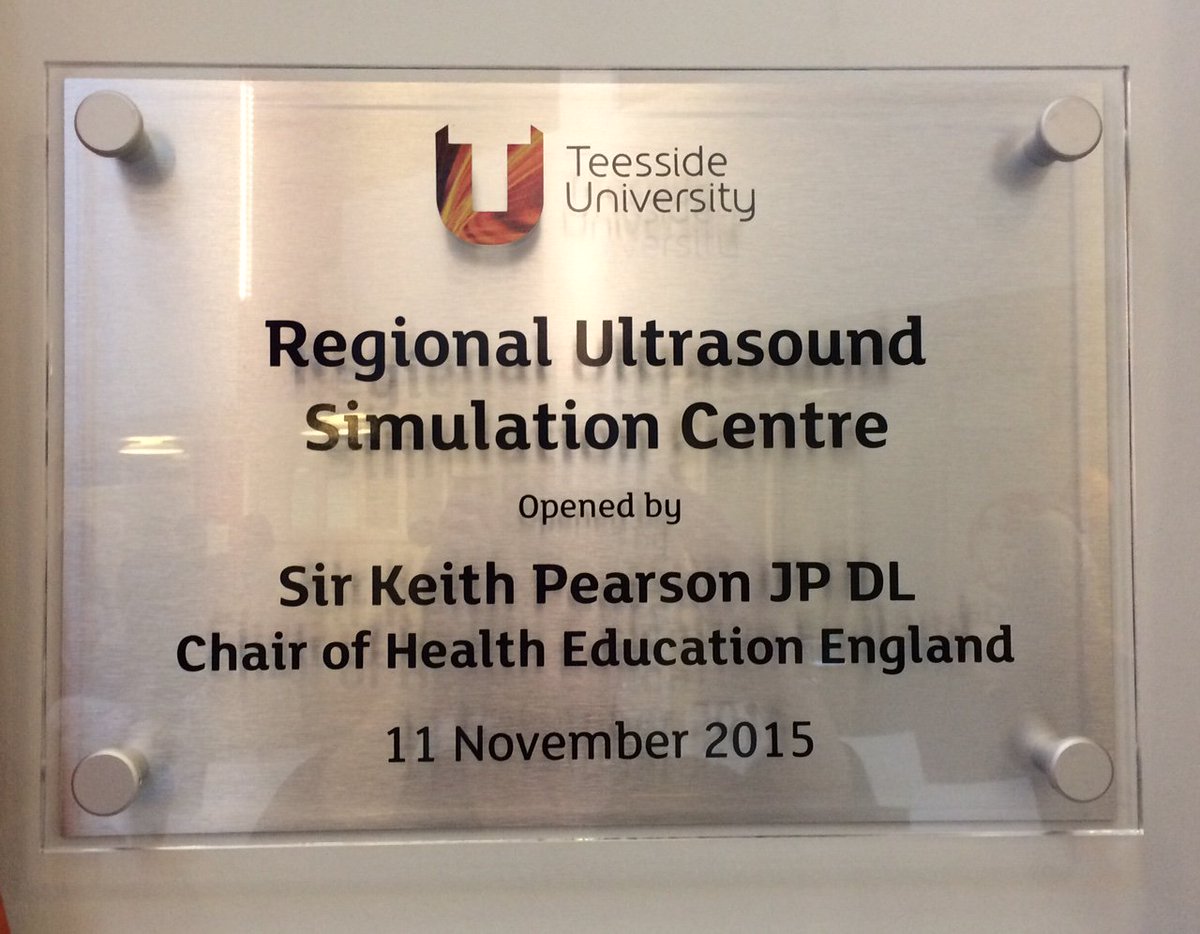 Teesside
University
Regional Ultrasound
Simulation Centre
Opened by
Sir Keith Pearson JP DL
Chair of Health Education England
11 November 2015